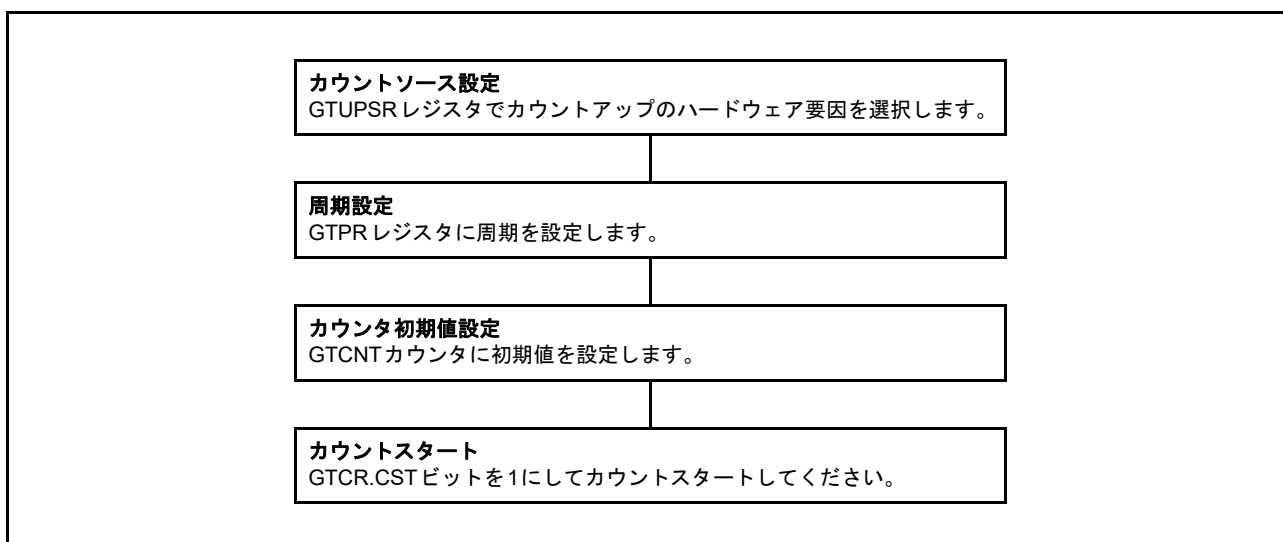 カウントソース設定
GTUPSRレジスタでカウントアップのハードウェア要因を選択します。
周期設定
GTPRレジスタに周期を設定します。
カウンタ初期値設定
GTCNTカウンタに初期値を設定します。
カウントスタート
GTCR.CSTビットを1にしてカウントスタートしてください。